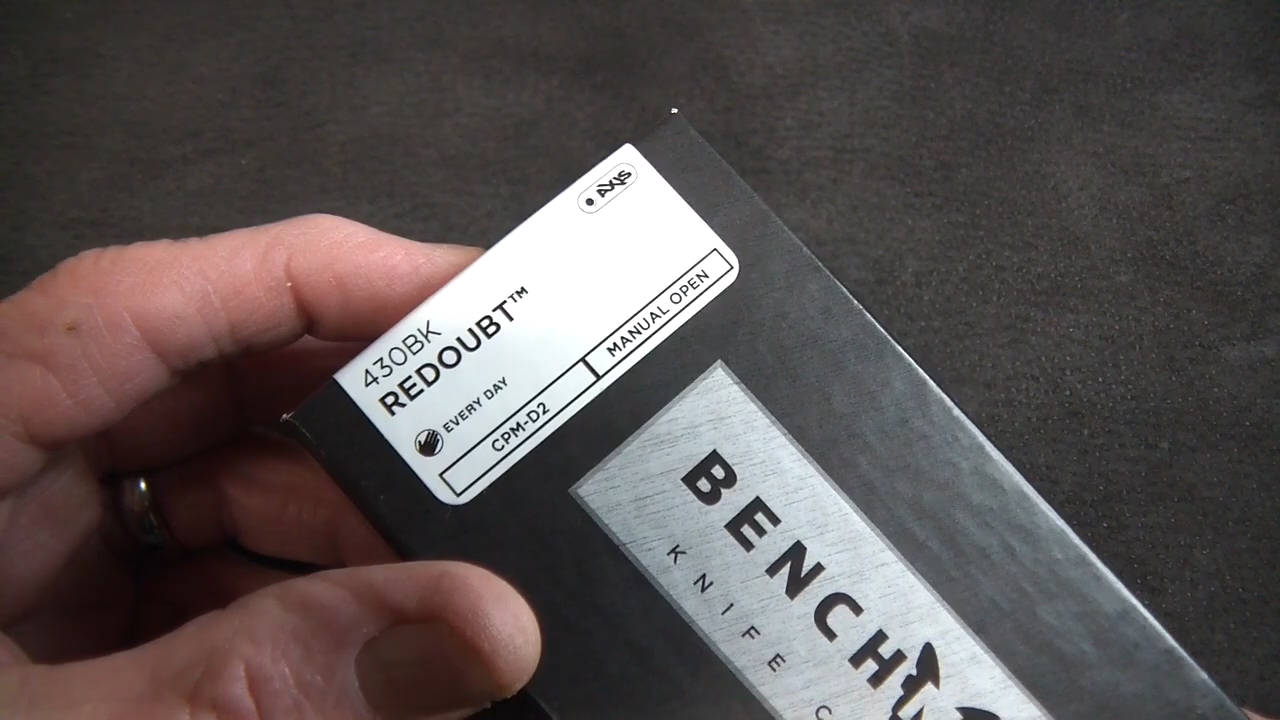 AXIS
430BK
REDOUBT™
EVERY DAY
CPM-D2
MANUAL OPEN
BENCH
KNIFE C